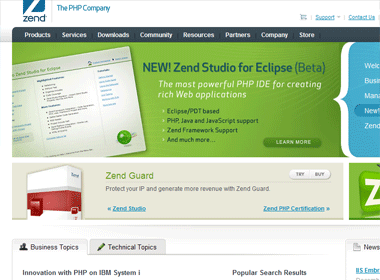 zend
The PHP Company
Support Contact Us
Products Services Downloads Community Resources Partners Company Store
NEW! Zend Studio for Eclipse (Beta)
The most powerful PHP IDE for creating
rich Web applications
• Eclipse/PDT based
• PHP, Java and JavaScript support
• Zend Framework Support
• And much more...
LEARN MORE
Welc
Busi
Mana
New!
Zend Guard
TRY BUY
Protect your IP and generate more revenue with Zend Guard.
» Zend Studio
» Zend PHP Certification
Business Topics
Technical Topics
News
Innovation with PHP on IBM System i
Popular Search Results